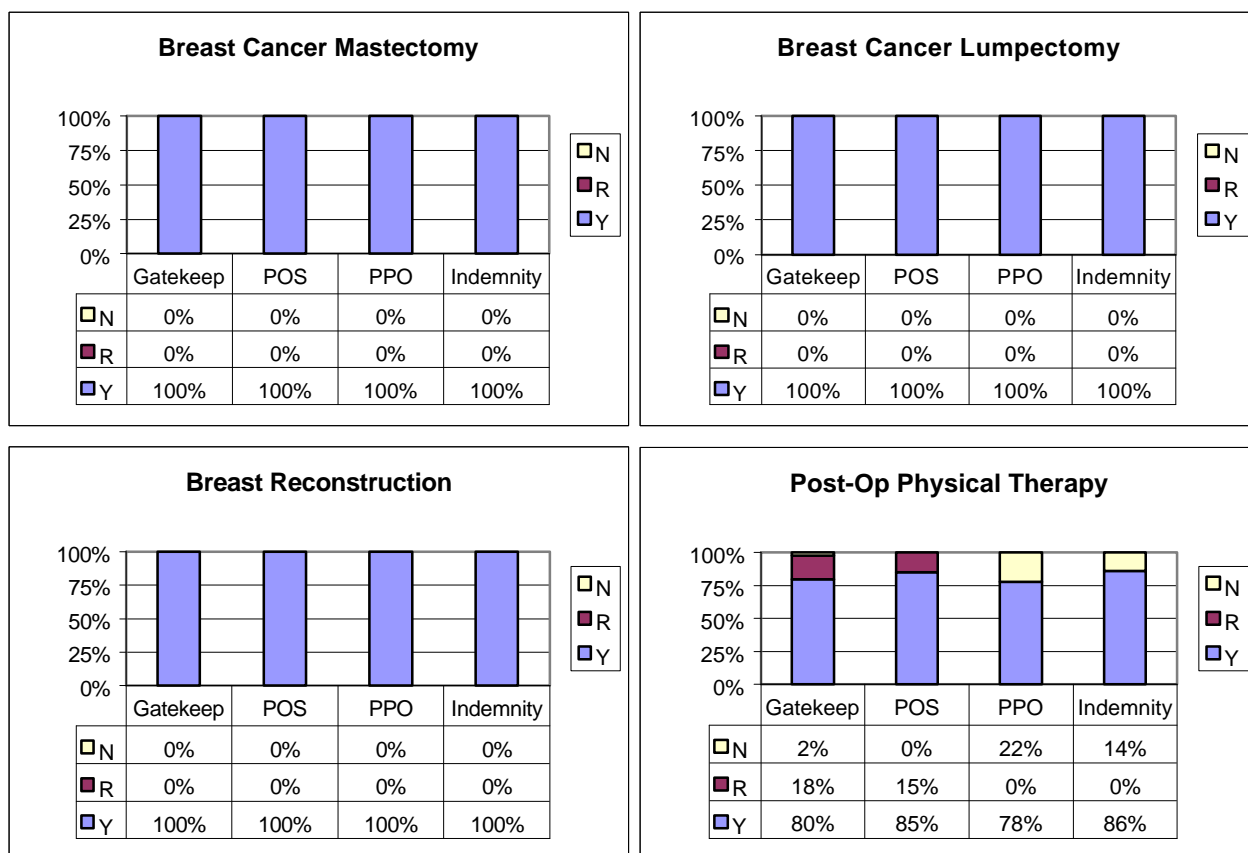 Breast Cancer Mastectomy
100%
75%
50%
25%
0%
Gatekeep POS PPO Indemnity
N 0% 0% 0% 0%
R 0% 0% 0% 0%
Y 100% 100% 100% 100%
N
R
Y
Breast Cancer Lumpectomy
100%
75%
50%
25%
0%
Gatekeep POS PPO Indemnity
N 0% 0% 0% 0%
R 0% 0% 0% 0%
Y 100% 100% 100% 100%
N
R
Y
Breast Reconstruction
100%
75%
50%
25%
0%
Gatekeep POS PPO Indemnity
N 0% 0% 0% 0%
R 0% 0% 0% 0%
Y 100% 100% 100% 100%
N
R
Y
Post-Op Physical Therapy
100%
75%
50%
25%
0%
Gatekeep POS PPO Indemnity
N 2% 0% 22% 14%
R 18% 15% 0% 0%
Y 80% 85% 78% 86%
N
R
Y